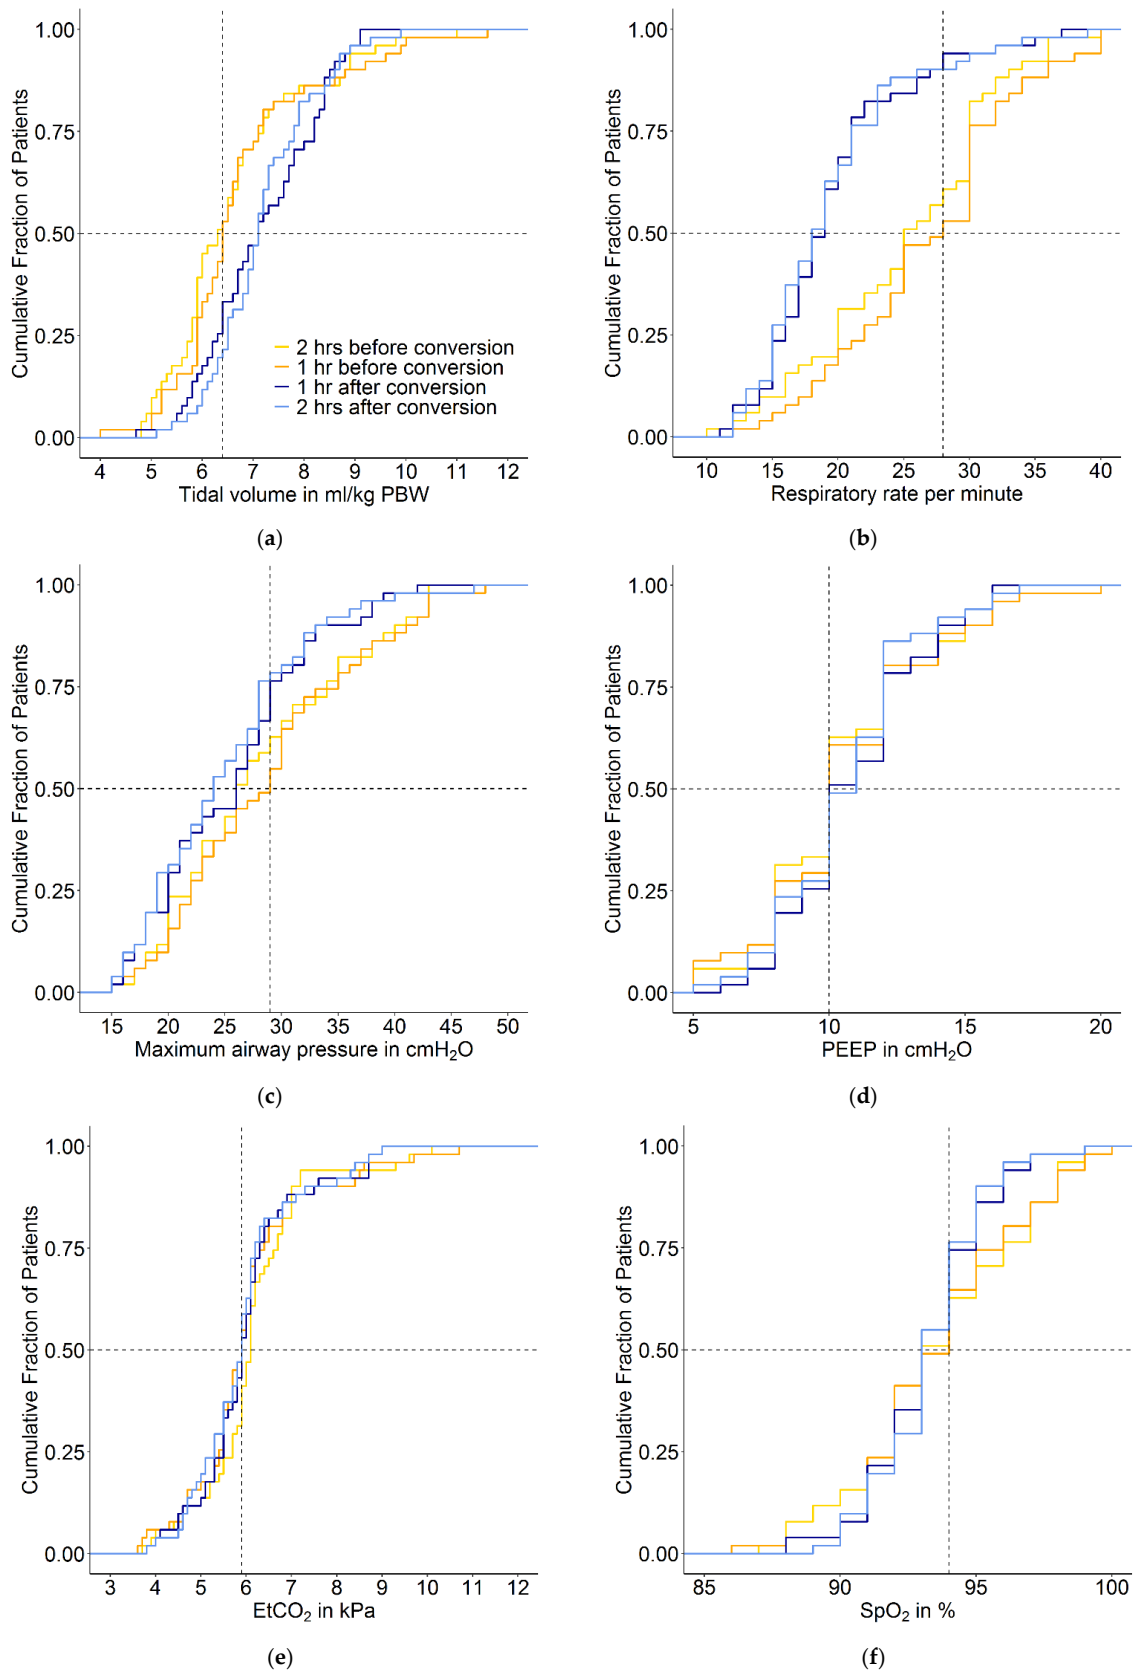 1.00
0.75
0.50
0.25
0.00
Cumulative Fraction of Patients
2 hrs before conversion
1 hr before conversion
1 hr after conversion
2 hrs after conversion
4 5 6 7 8 9 10 11 12
Tidal volume in ml/kg PBW
(a)
1.00
0.75
0.50
0.25
0.00
Cumulative Fraction of Patients
10 15 20 25 30 35 40
Respiratory rate per minute
(b)
1.00
0.75
0.50
0.25
0.00
Cumulative Fraction of Patients
15 20 25 30 35 40 45 50
Maximum airway pressure in cmH₂O
(c)
1.00
0.75
0.50
0.25
0.00
Cumulative Fraction of Patients
5 10 15 20
PEEP in cmH₂O
(d)
1.00
0.75
0.50
0.25
0.00
Cumulative Fraction of Patients
3 4 5 6 7 8 9 10 11 12
EtCO₂ in kPa
(e)
1.00
0.75
0.50
0.25
0.00
Cumulative Fraction of Patients
85 90 95 100
SpO₂ in %
(f)